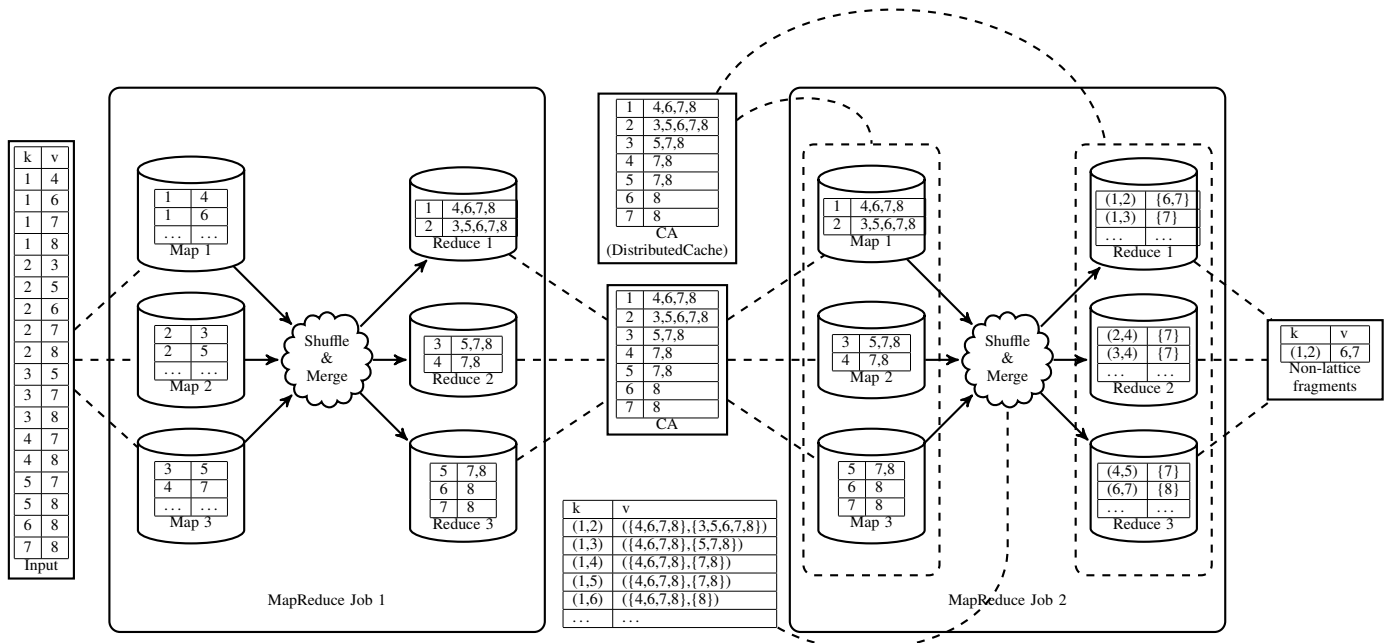 k v
1 4
1 6
1 7
1 8
2 3
2 5
2 6
2 7
2 8
3 5
3 7
3 8
4 7
4 8
5 7
5 8
6 8
7 8
Input
1 4
1 6
... ...
Map 1
2 3
2 5
... ...
Map 2
3 5
4 7
... ...
Map 3
Shuffle
&
Merge
1 4,6,7,8
2 3,5,6,7,8
Reduce 1
3 5,7,8
4 7,8
Reduce 2
5 7,8
6 8
7 8
Reduce 3
MapReduce Job 1
1 4,6,7,8
2 3,5,6,7,8
3 5,7,8
4 7,8
5 7,8
6 8
7 8
CA
(DistributedCache)
1 4,6,7,8
2 3,5,6,7,8
3 5,7,8
4 7,8
5 7,8
6 8
7 8
CA
k v
(1,2) ({4,6,7,8},{3,5,6,7,8})
(1,3) ({4,6,7,8},{5,7,8})
(1,4) ({4,6,7,8},{7,8})
(1,5) ({4,6,7,8},{7,8})
(1,6) ({4,6,7,8},{8})
... ...
1 4,6,7,8
2 3,5,6,7,8
Map 1
3 5,7,8
4 7,8
Map 2
5 7,8
6 8
7 8
Map 3
Shuffle
&
Merge
(1,2) {6,7}
(1,3) {7}
... ...
Reduce 1
(2,4) {7}
(3,4) {7}
... ...
Reduce 2
(4,5) {7}
(6,7) {8}
... ...
Reduce 3
MapReduce Job 2
k v
(1,2) 6,7
Non-lattice
fragments